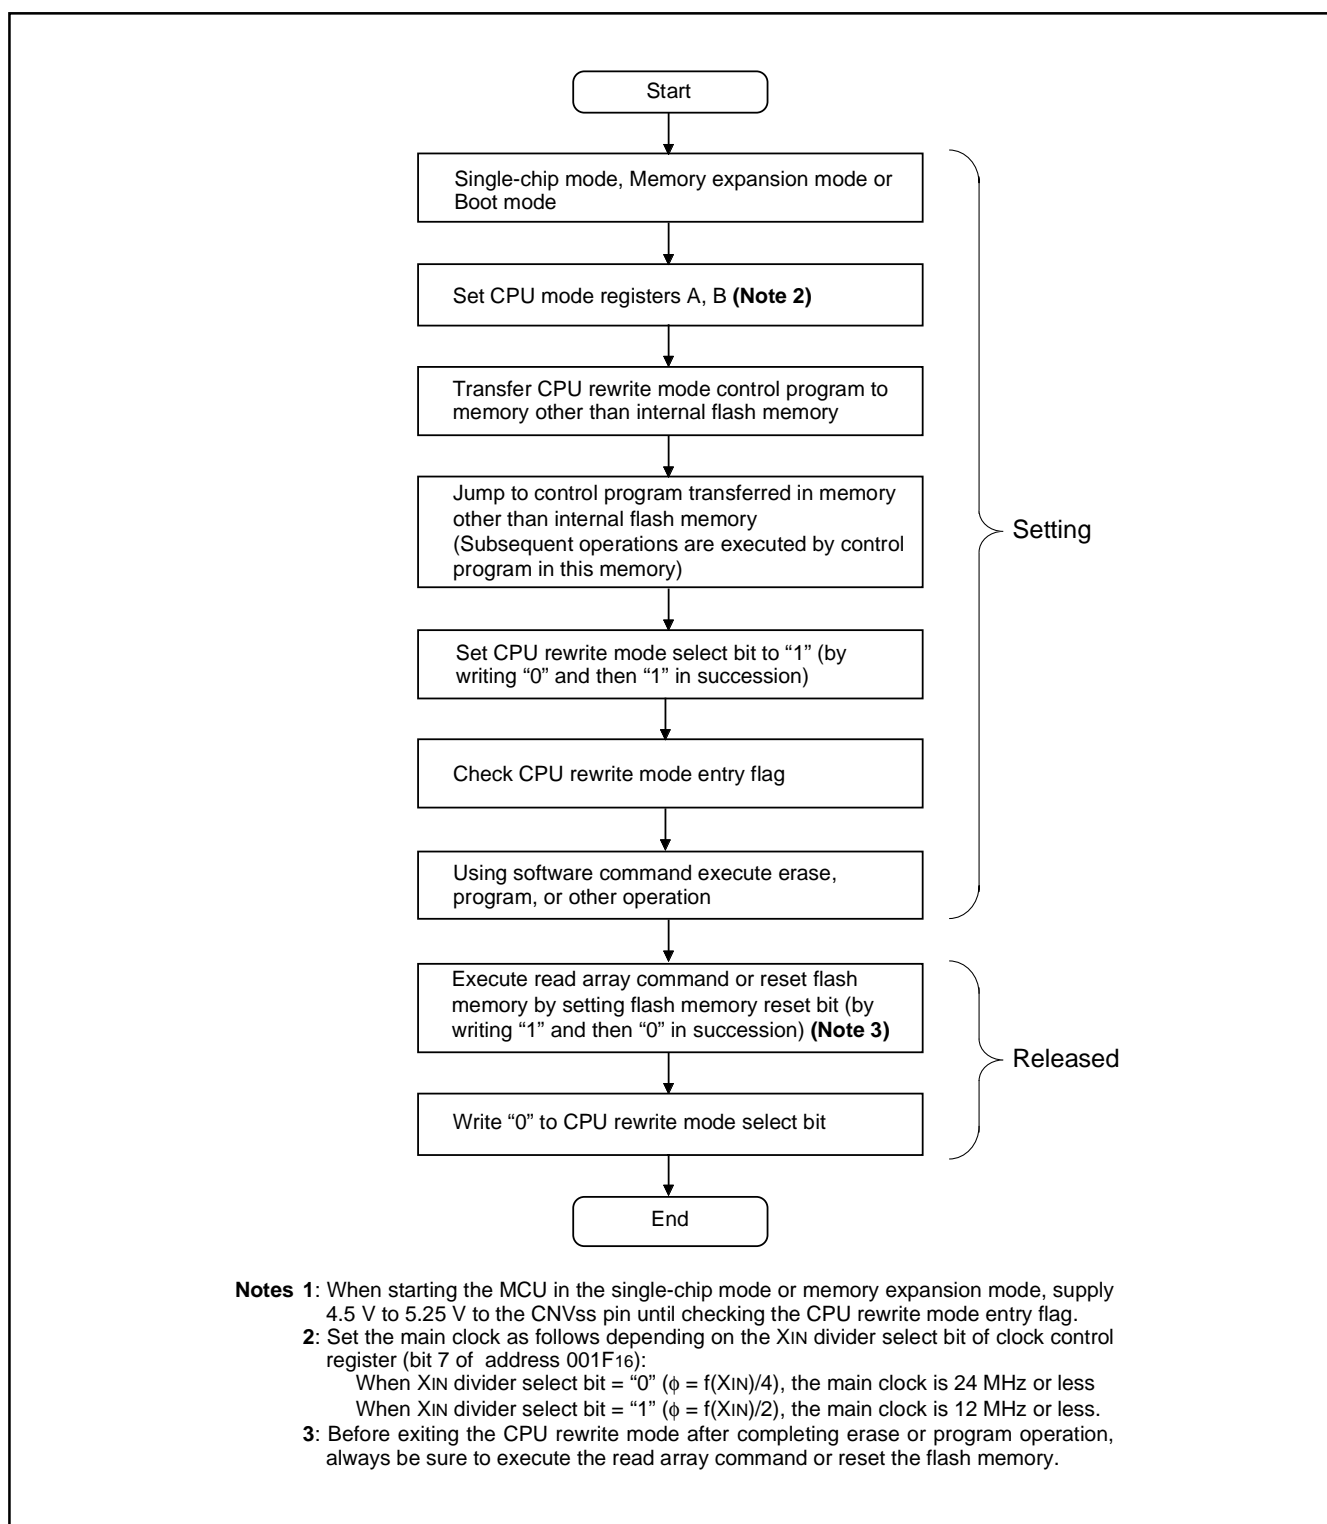 Start
Single-chip mode, Memory expansion mode or
Boot mode
Set CPU mode registers A, B (Note 2)
Transfer CPU rewrite mode control program to
memory other than internal flash memory
Jump to control program transferred in memory
other than internal flash memory
(Subsequent operations are executed by control
program in this memory)
Setting
Set CPU rewrite mode select bit to “1” (by
writing “0” and then “1” in succession)
Check CPU rewrite mode entry flag
Using software command execute erase,
program, or other operation
Execute read array command or reset flash
memory by setting flash memory reset bit (by
writing “1” and then “0” in succession) (Note 3)
Released
Write “0” to CPU rewrite mode select bit
End
Notes 1: When starting the MCU in the single-chip mode or memory expansion mode, supply
4.5 V to 5.25 V to the CNVss pin until checking the CPU rewrite mode entry flag.
2: Set the main clock as follows depending on the XIN divider select bit of clock control
register (bit 7 of address 001F16):
When XIN divider select bit = “0” (ϕ = f(XIN)/4), the main clock is 24 MHz or less
When XIN divider select bit = “1” (ϕ = f(XIN)/2), the main clock is 12 MHz or less.
3: Before exiting the CPU rewrite mode after completing erase or program operation,
always be sure to execute the read array command or reset the flash memory.